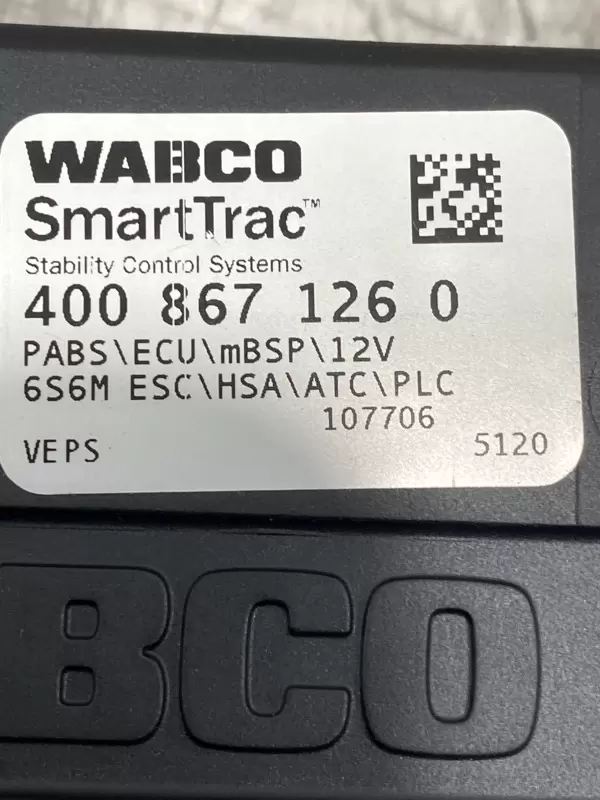 WABCO
SmartTrac™
Stability Control Systems
400 867 126 0
PABS\ECU\mBSP\12V
6S6M ESC\HSA\ATC\PLC
107706
VEPS 5120
BCO